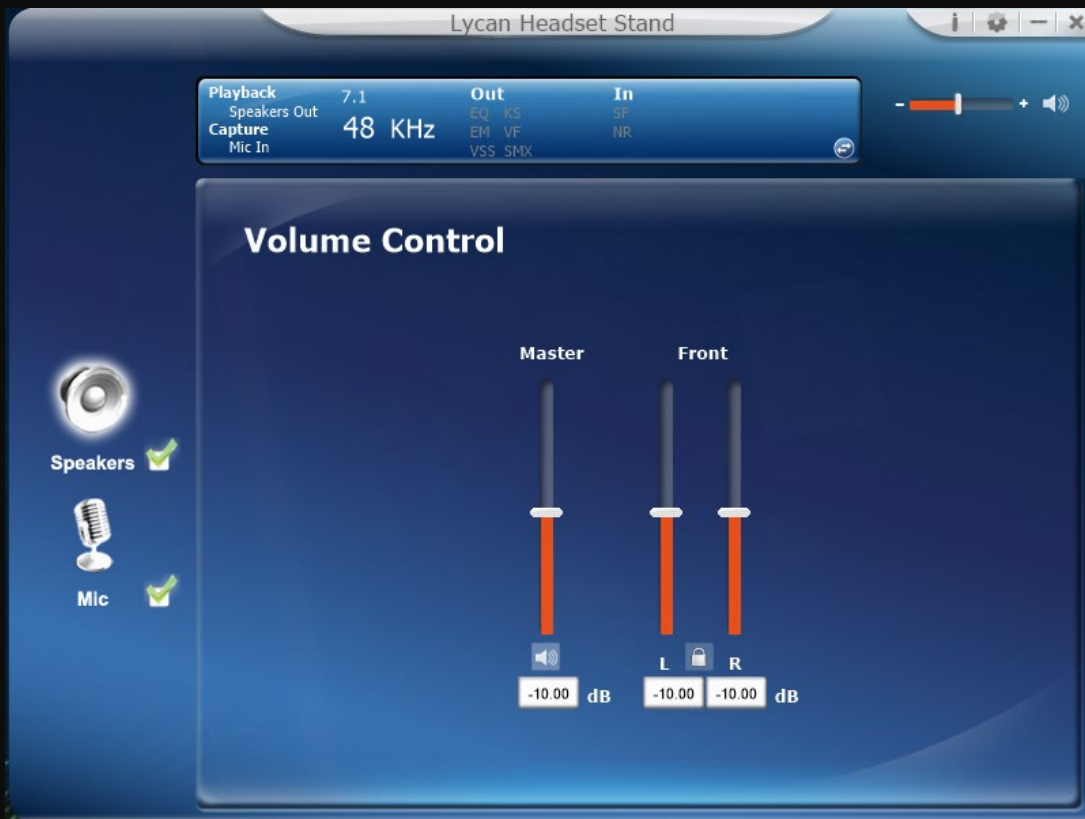 Lycan Headset Stand
i
Playback
Speakers Out
Capture
Mic In
7.1
48 KHz
Out
EQ KS
EM VF
VSS SMX
In
SF
NR
- +
Volume Control
Master Front
Speakers
Mic
L R
-10.00 dB -10.00 -10.00 dB